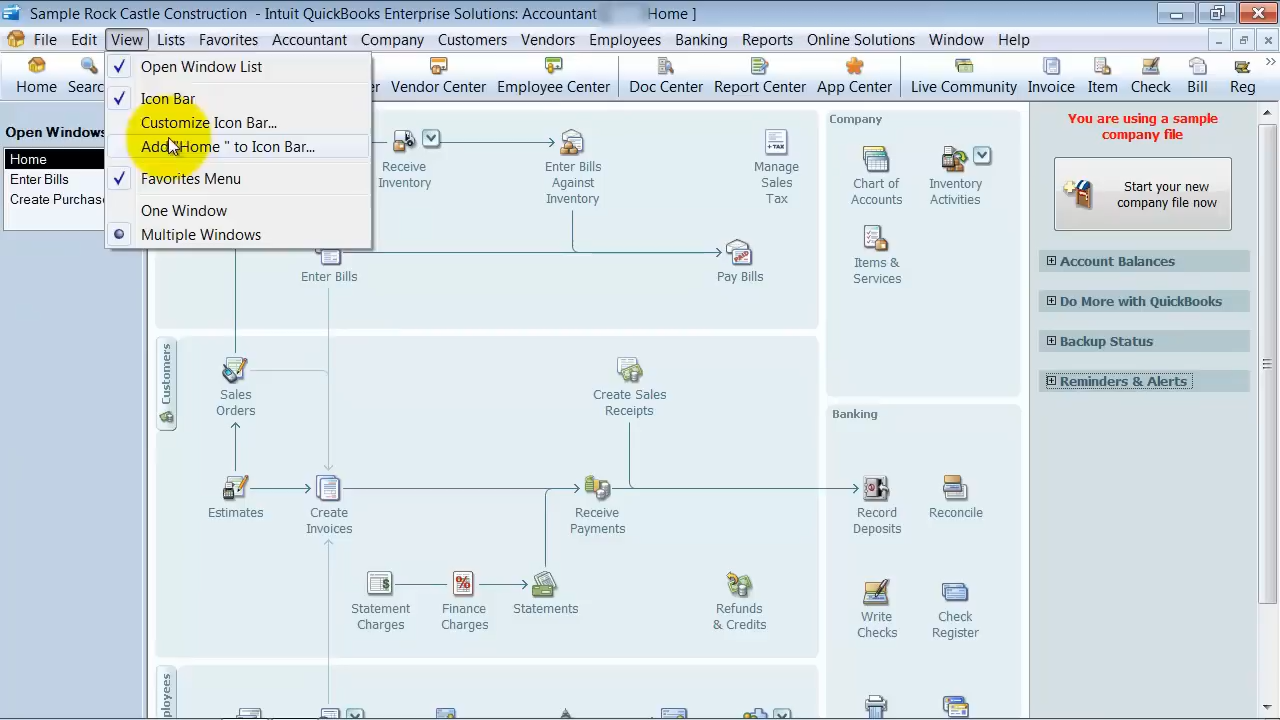 Sample Rock Castle Construction - Intuit QuickBooks Enterprise Solutions: Accountant Home ]
File Edit View Lists Favorites Accountant Company Customers Vendors Employees Banking Reports Online Solutions Window Help
Home Vendor Center Employee Center Doc Center Report Center App Center Live Community Invoice Item Check Bill Reg
Open Window List
Icon Bar
Customize Icon Bar...
Add "Home " to Icon Bar...
Favorites Menu
One Window
Multiple Windows
Open Windows
Home
Enter Bills
Receive
Inventory
Enter Bills
Against
Inventory
Manage
Sales
Tax
Enter Bills
Pay Bills
Customers
Sales
Orders
Create Sales
Receipts
Estimates
Create
Invoices
Receive
Payments
Statement
Charges
Finance
Charges
Statements
Refunds
& Credits
Company
Chart of
Accounts
Inventory
Activities
Items &
Services
Banking
Record
Deposits
Reconcile
Write
Checks
Check
Register
You are using a sample
company file
Start your new
company file now
Account Balances
Do More with QuickBooks
Backup Status
Reminders & Alerts